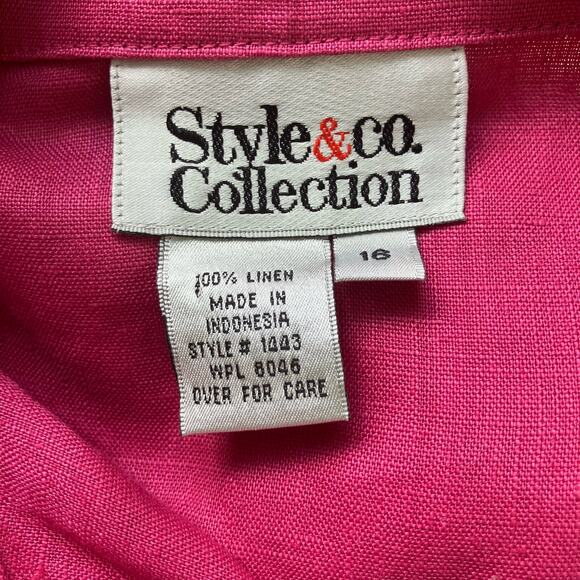 Style&co.
Collection
16
100% LINEN
MADE IN
INDONESIA
STYLE # 1443
WPL 8046
OVER FOR CARE